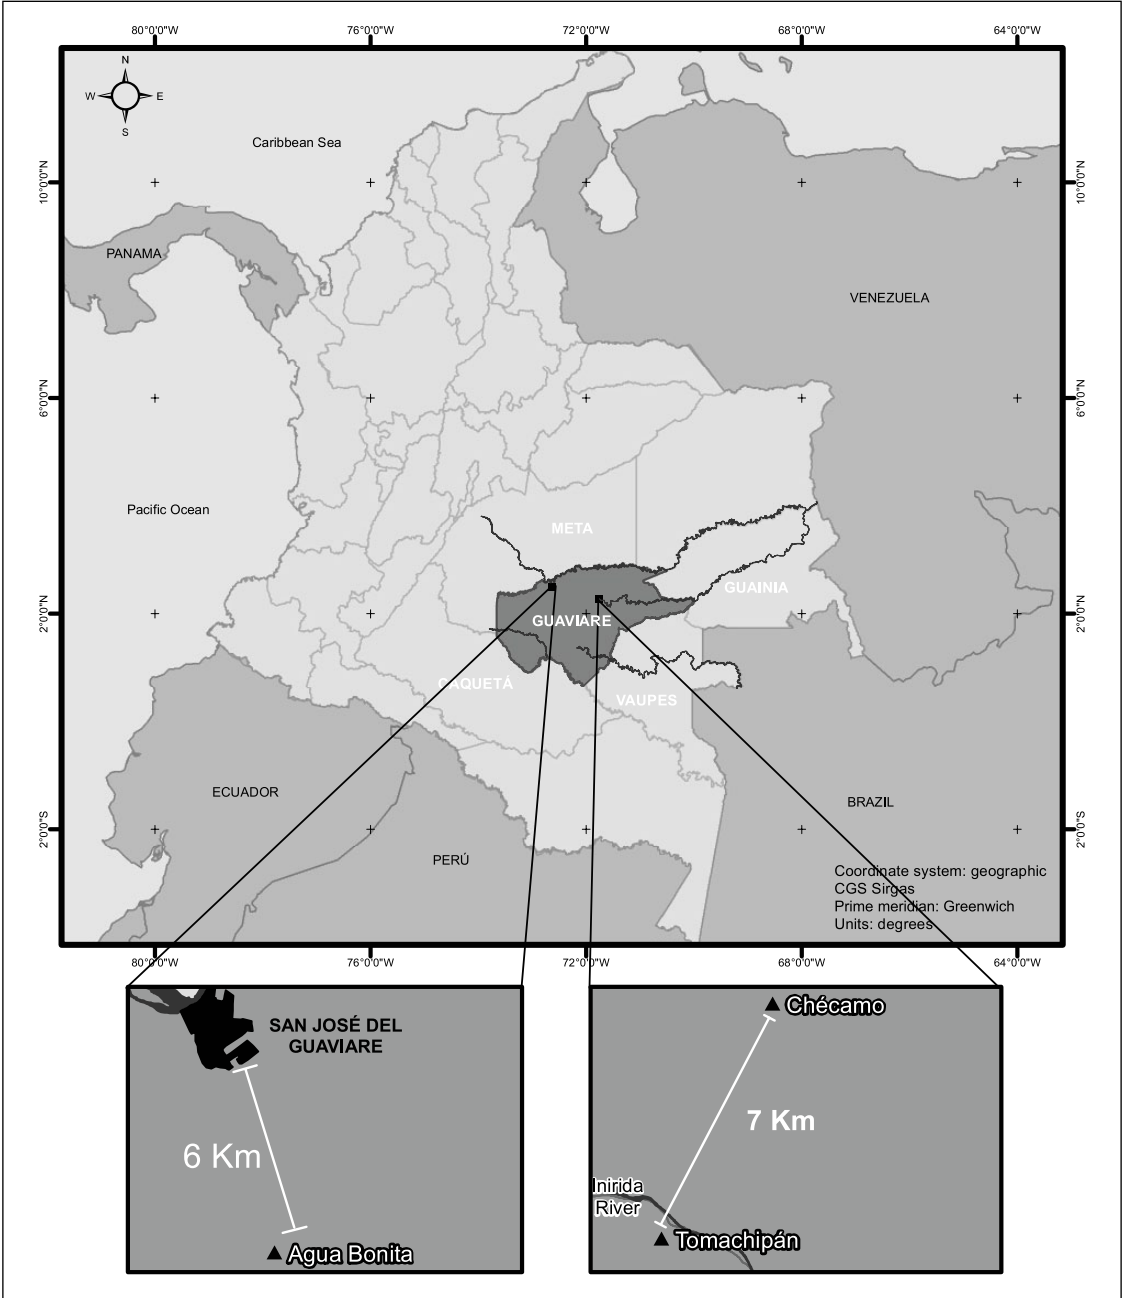 80°0'0"W 76°0'0"W 72°0'0"W 68°0'0"W 64°0'0"W
N
W E
S
Caribbean Sea
10°0'0"N 10°0'0"N
PANAMA
VENEZUELA
6°0'0"N 6°0'0"N
Pacific Ocean
META
GUAINIA
2°0'0"N 2°0'0"N
GUAVIARE
CAQUETÁ
VAUPES
ECUADOR
BRAZIL
2°0'0"S 2°0'0"S
PERÚ
Coordinate system: geographic
CGS Sirgas
Prime meridian: Greenwich
Units: degrees
80°0'0"W 76°0'0"W 72°0'0"W 68°0'0"W 64°0'0"W
SAN JOSÉ DEL
GUAVIARE
6 Km
Agua Bonita
Chécamo
7 Km
Inirida
River
Tomachipán